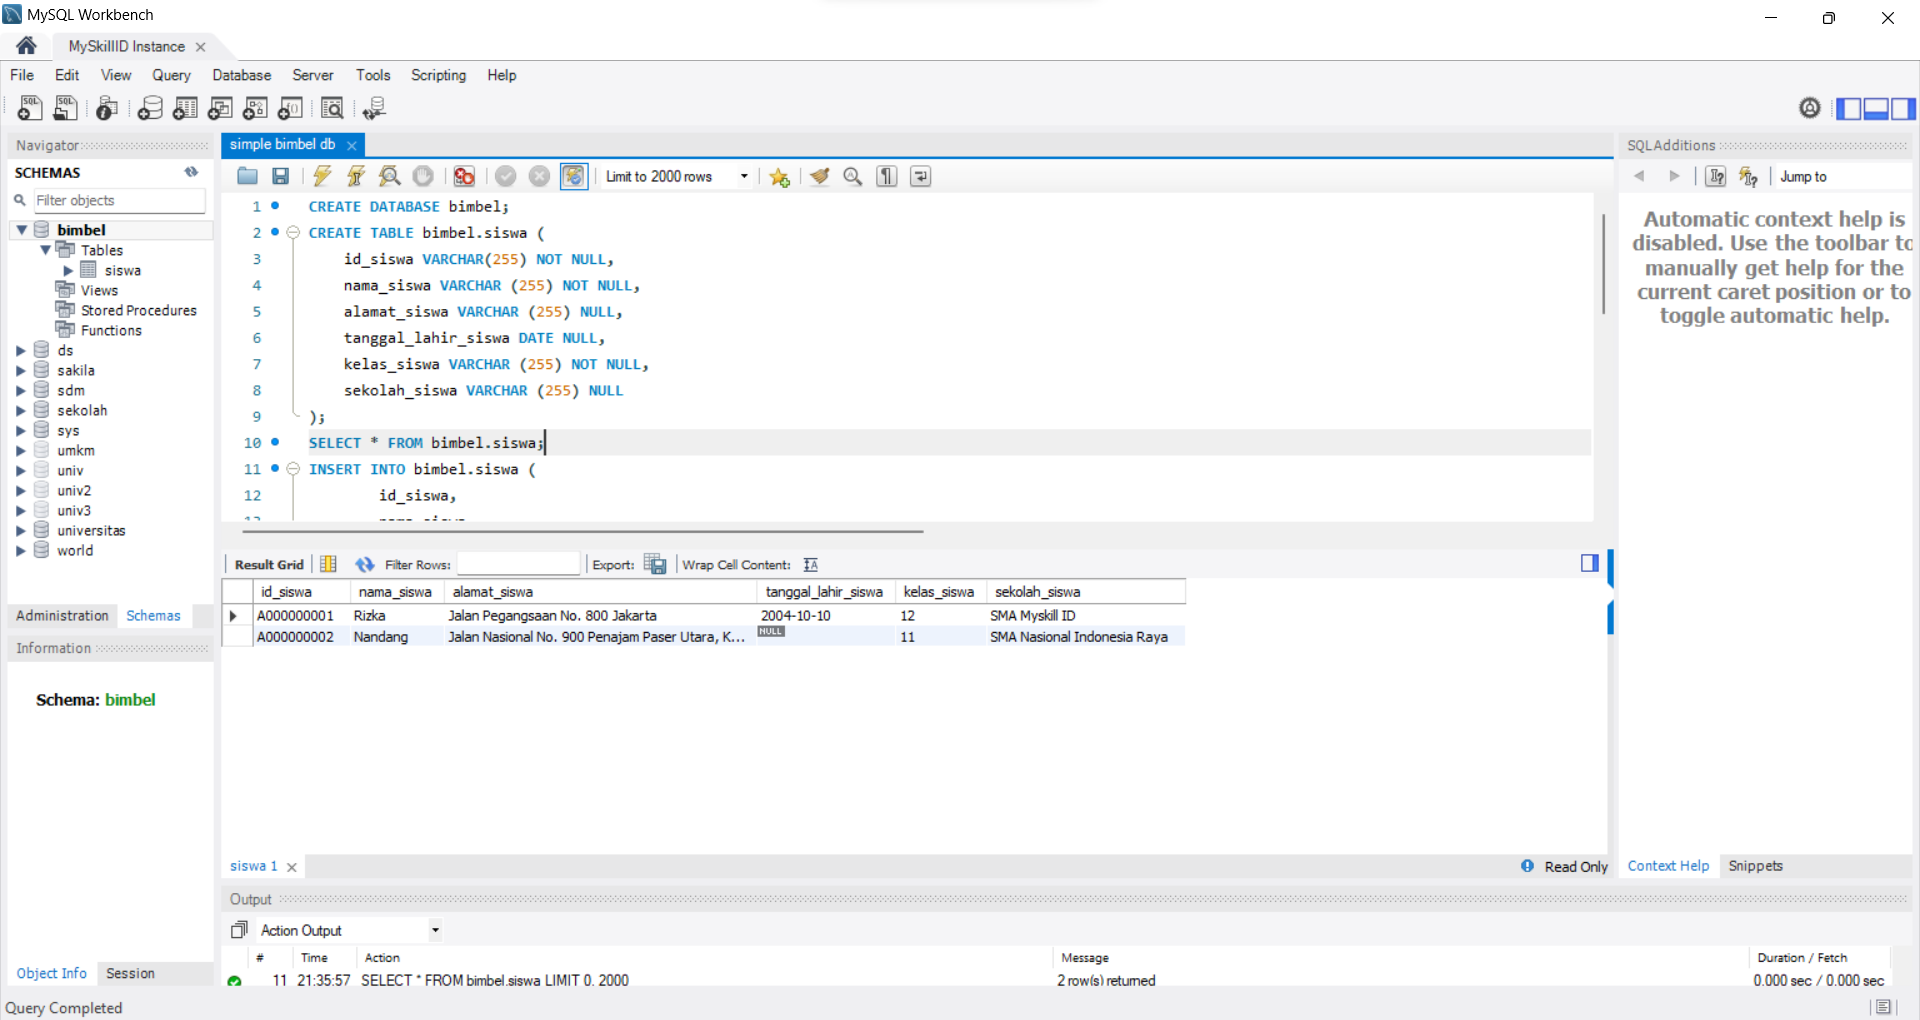 MySQL Workbench
MySkillID Instance
File Edit View Query Database Server Tools Scripting Help
Navigator
SCHEMAS
Filter objects
bimbel
Tables
siswa
Views
Stored Procedures
Functions
ds
sakila
sdm
sekolah
sys
umkm
univ
univ2
univ3
universitas
world
Administration Schemas
Information
Schema: bimbel
Object Info Session
simple bimbel db
Limit to 2000 rows
1 CREATE DATABASE bimbel;
2 CREATE TABLE bimbel.siswa (
3 id_siswa VARCHAR(255) NOT NULL,
4 nama_siswa VARCHAR (255) NOT NULL,
5 alamat_siswa VARCHAR (255) NULL,
6 tanggal_lahir_siswa DATE NULL,
7 kelas_siswa VARCHAR (255) NOT NULL,
8 sekolah_siswa VARCHAR (255) NULL
9 );
10 SELECT * FROM bimbel.siswa;
11 INSERT INTO bimbel.siswa (
12 id_siswa,
Result Grid Filter Rows: Export: Wrap Cell Content:
id_siswa nama_siswa alamat_siswa tanggal_lahir_siswa kelas_siswa sekolah_siswa
A000000001 Rizka Jalan Pegangsaan No. 800 Jakarta 2004-10-10 12 SMA Myskill ID
A000000002 Nandang Jalan Nasional No. 900 Penajam Paser Utara, K... NULL 11 SMA Nasional Indonesia Raya
siswa 1
Read Only
SQLAdditions
Jump to
Automatic context help is
disabled. Use the toolbar to
manually get help for the
current caret position or to
toggle automatic help.
Context Help Snippets
Output
Action Output
# Time Action Message Duration / Fetch
11 21:35:57 SELECT * FROM bimbel.siswa LIMIT 0, 2000 2 row(s) returned 0.000 sec / 0.000 sec
Query Completed